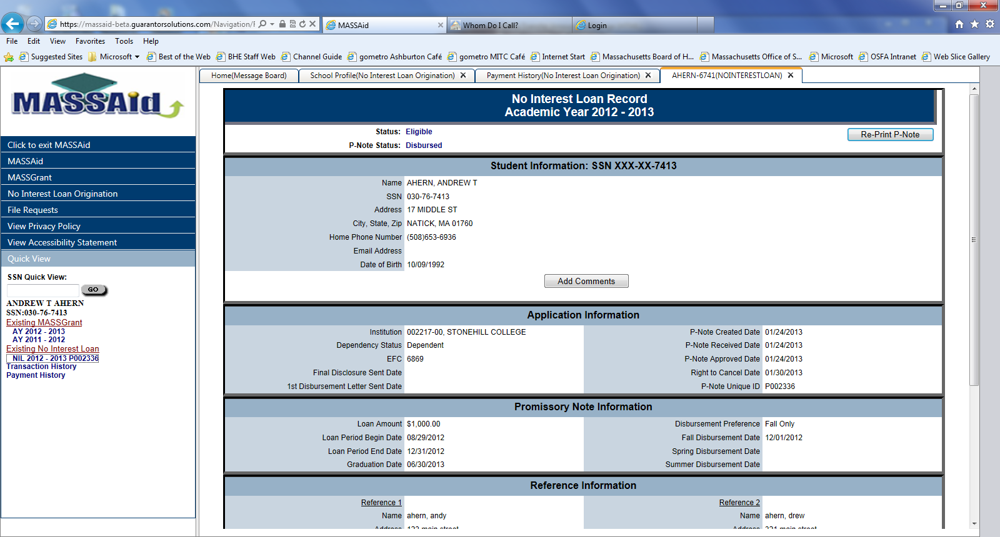 https://massaid-beta.guarantorsolutions.com/Navigation/F
MASSAid
Whom Do I Call?
Login
File Edit View Favorites Tools Help
Suggested Sites Microsoft Best of the Web BHE Staff Web Channel Guide gometro Ashburton Café gometro MITC Café Internet Start Massachusetts Board of H... Massachusetts Office of S... Microsoft OSFA Intranet Web Slice Gallery
MASSAid
Click to exit MASSAid
MASSAid
MASSGrant
No Interest Loan Origination
File Requests
View Privacy Policy
View Accessibility Statement
Quick View
SSN Quick View:
GO
ANDREW T AHERN
SSN:030-76-7413
Existing MASSGrant
AY 2012 - 2013
AY 2011 - 2012
Existing No Interest Loan
NIL 2012 - 2013 P002336
Transaction History
Payment History
Home(Message Board) School Profile(No Interest Loan Origination) Payment History(No Interest Loan Origination) AHERN-6741(NOINTERESTLOAN)
No Interest Loan Record
Academic Year 2012 - 2013
Status: Eligible
Re-Print P-Note
P-Note Status: Disbursed
Student Information: SSN XXX-XX-7413
Name AHERN, ANDREW T
SSN 030-76-7413
Address 17 MIDDLE ST
City, State, Zip NATICK, MA 01760
Home Phone Number (508)653-6936
Email Address
Date of Birth 10/09/1992
Add Comments
Application Information
Institution 002217-00, STONEHILL COLLEGE P-Note Created Date 01/24/2013
Dependency Status Dependent P-Note Received Date 01/24/2013
EFC 6869 P-Note Approved Date 01/24/2013
Final Disclosure Sent Date Right to Cancel Date 01/30/2013
1st Disbursement Letter Sent Date P-Note Unique ID P002336
Promissory Note Information
Loan Amount $1,000.00 Disbursement Preference Fall Only
Loan Period Begin Date 08/29/2012 Fall Disbursement Date 12/01/2012
Loan Period End Date 12/31/2012 Spring Disbursement Date
Graduation Date 06/30/2013 Summer Disbursement Date
Reference Information
Reference 1 Reference 2
Name ahern, andy Name ahern, drew
Address 122 main street Address 321 main street